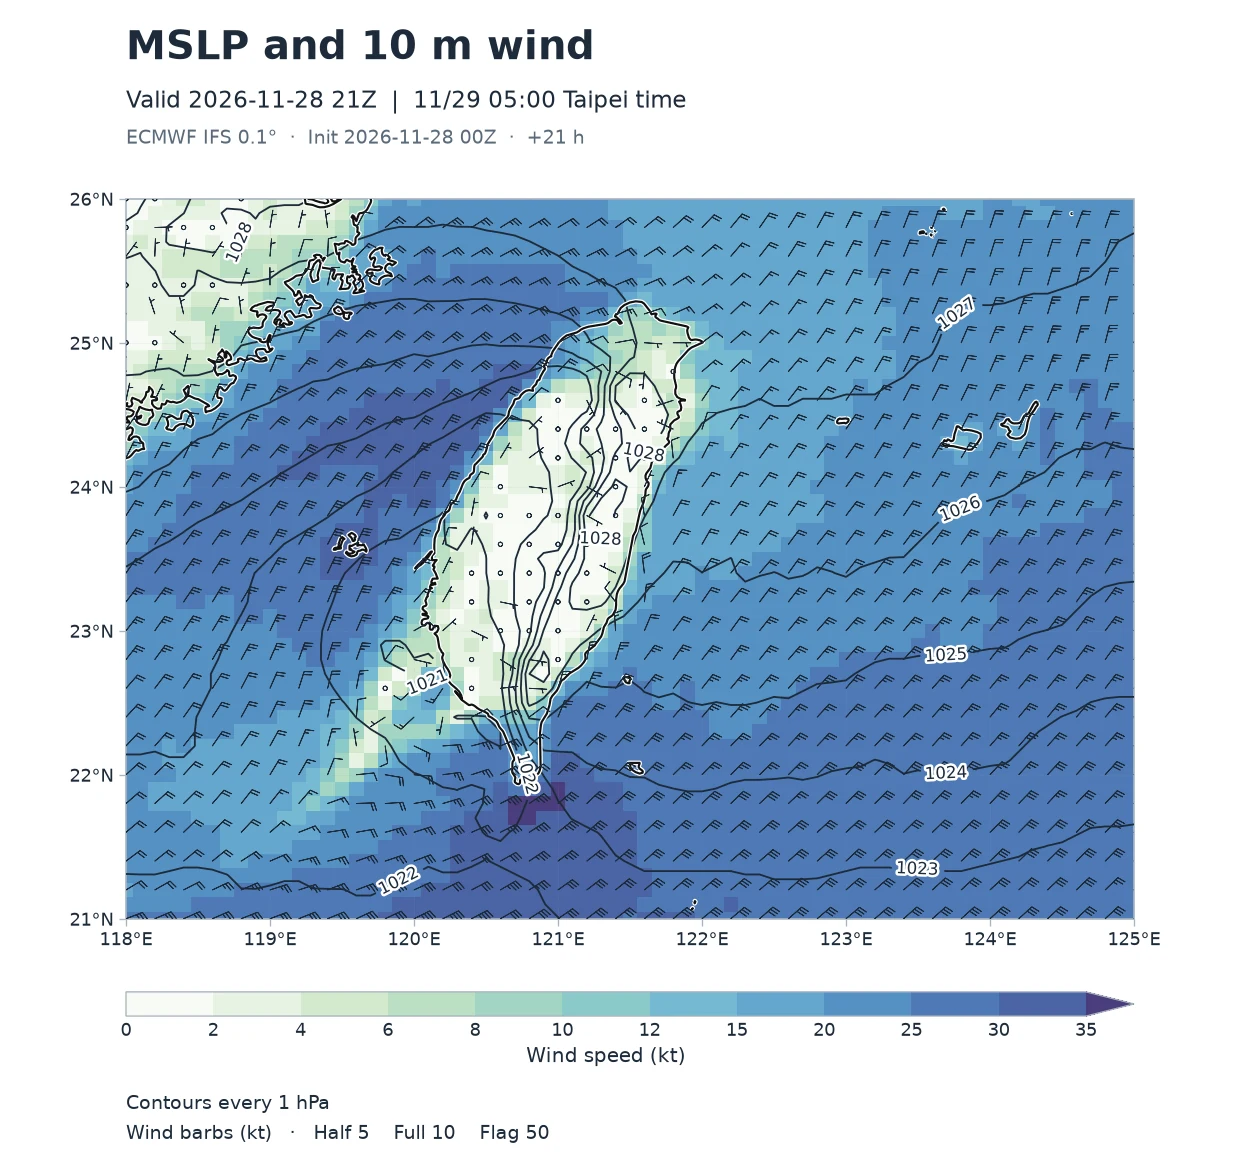 MSLP and 10 m wind
Valid 2026-11-28 21Z | 11/29 05:00 Taipei time
ECMWF IFS 0.1° · Init 2026-11-28 00Z · +21 h
26°N
25°N
24°N
23°N
22°N
21°N
1028
1027
1028
1026
1028
1025
1021
1024
1022
1023
1022
118°E 119°E 120°E 121°E 122°E 123°E 124°E 125°E
0 2 4 6 8 10 12 15 20 25 30 35
Wind speed (kt)
Contours every 1 hPa
Wind barbs (kt) · Half 5 Full 10 Flag 50